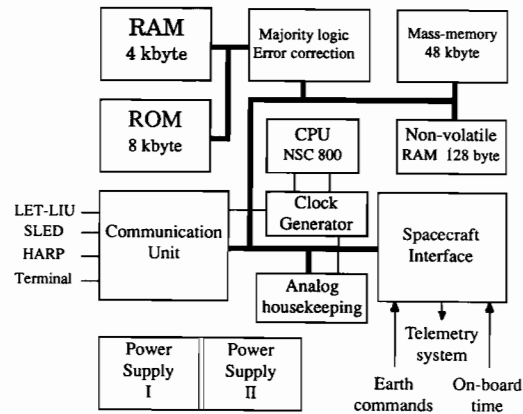 RAM
4 kbyte
Majority logic
Error correction
Mass-memory
48 kbyte
ROM
8 kbyte
CPU
NSC 800
Non-volatile
RAM 128 byte
LET-LIU
SLED
HARP
Terminal
Communication
Unit
Clock
Generator
Spacecraft
Interface
Analog
housekeeping
Power
Supply
I
Power
Supply
II
Telemetry
system
Earth
commands
On-board
time